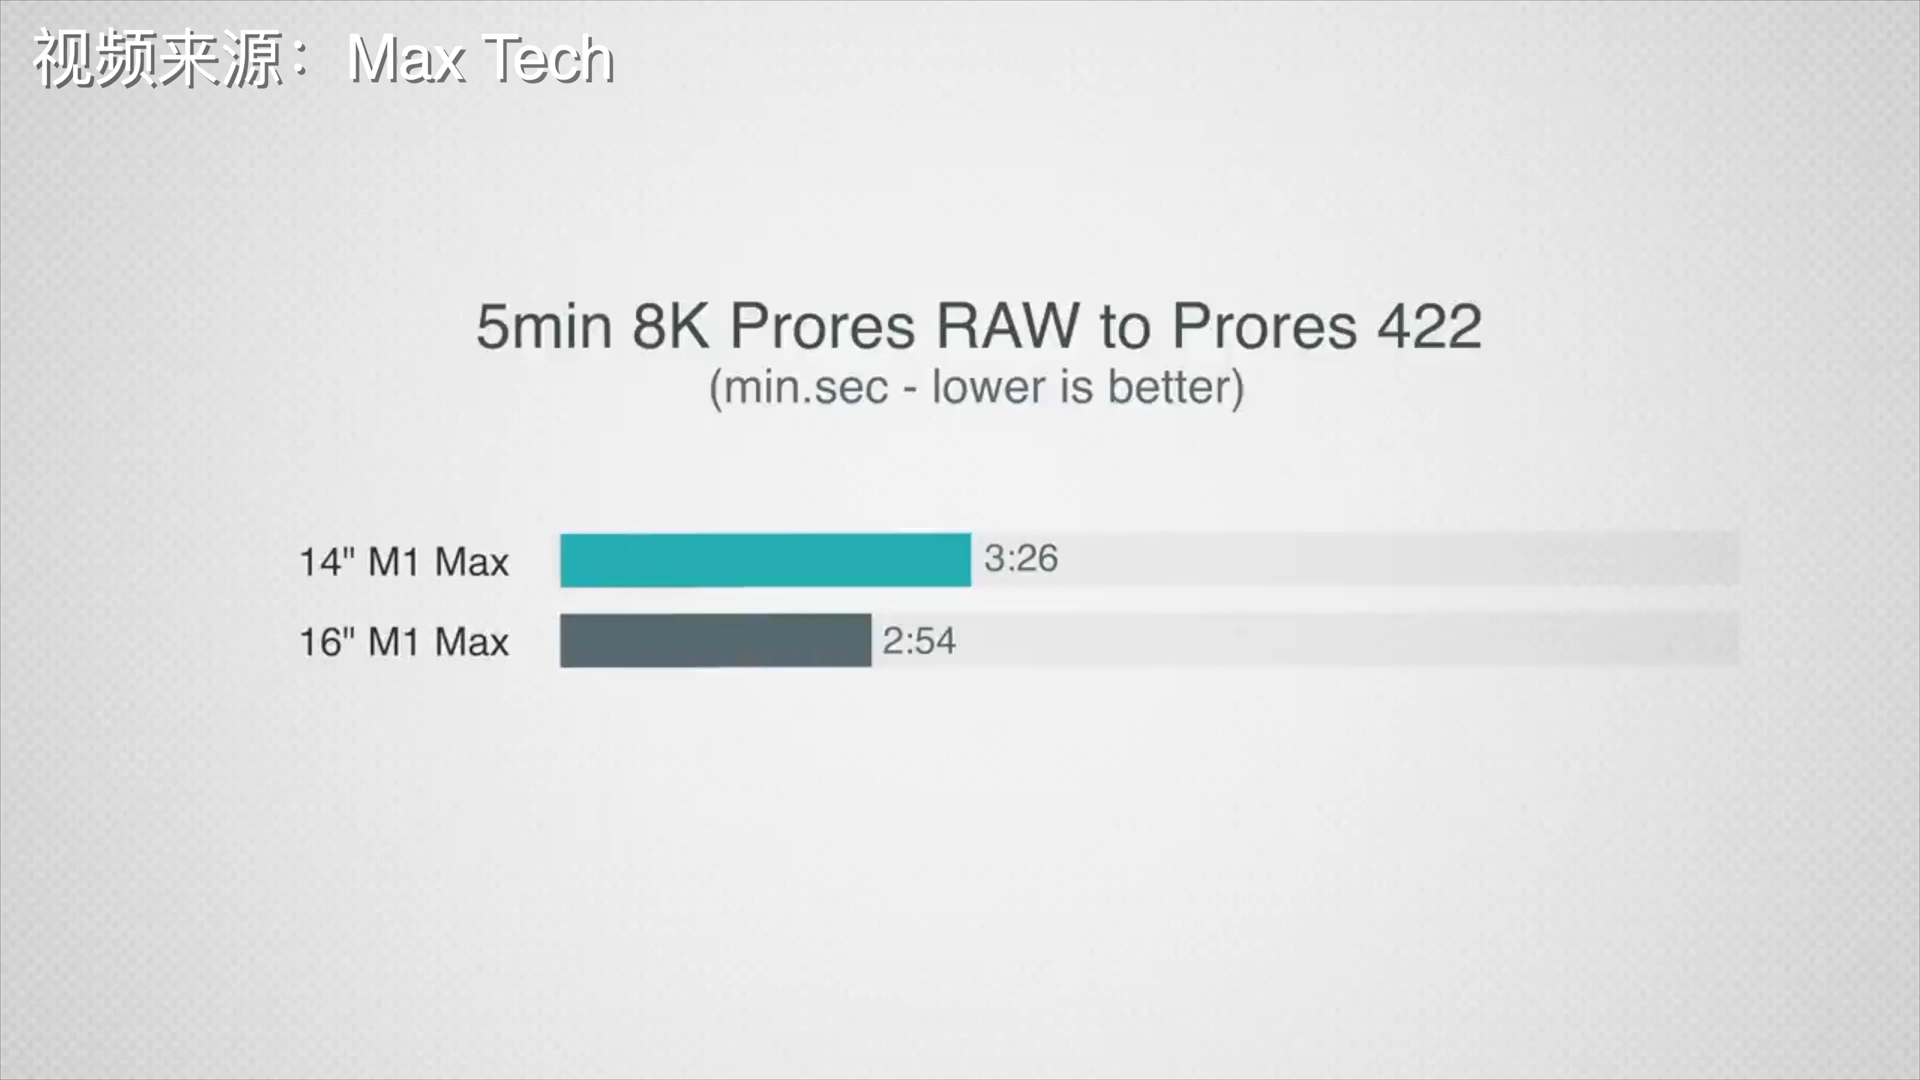 视频来源：Max Tech
5min 8K Prores RAW to Prores 422
(min.sec - lower is better)
14" M1 Max 3:26
16" M1 Max 2:54